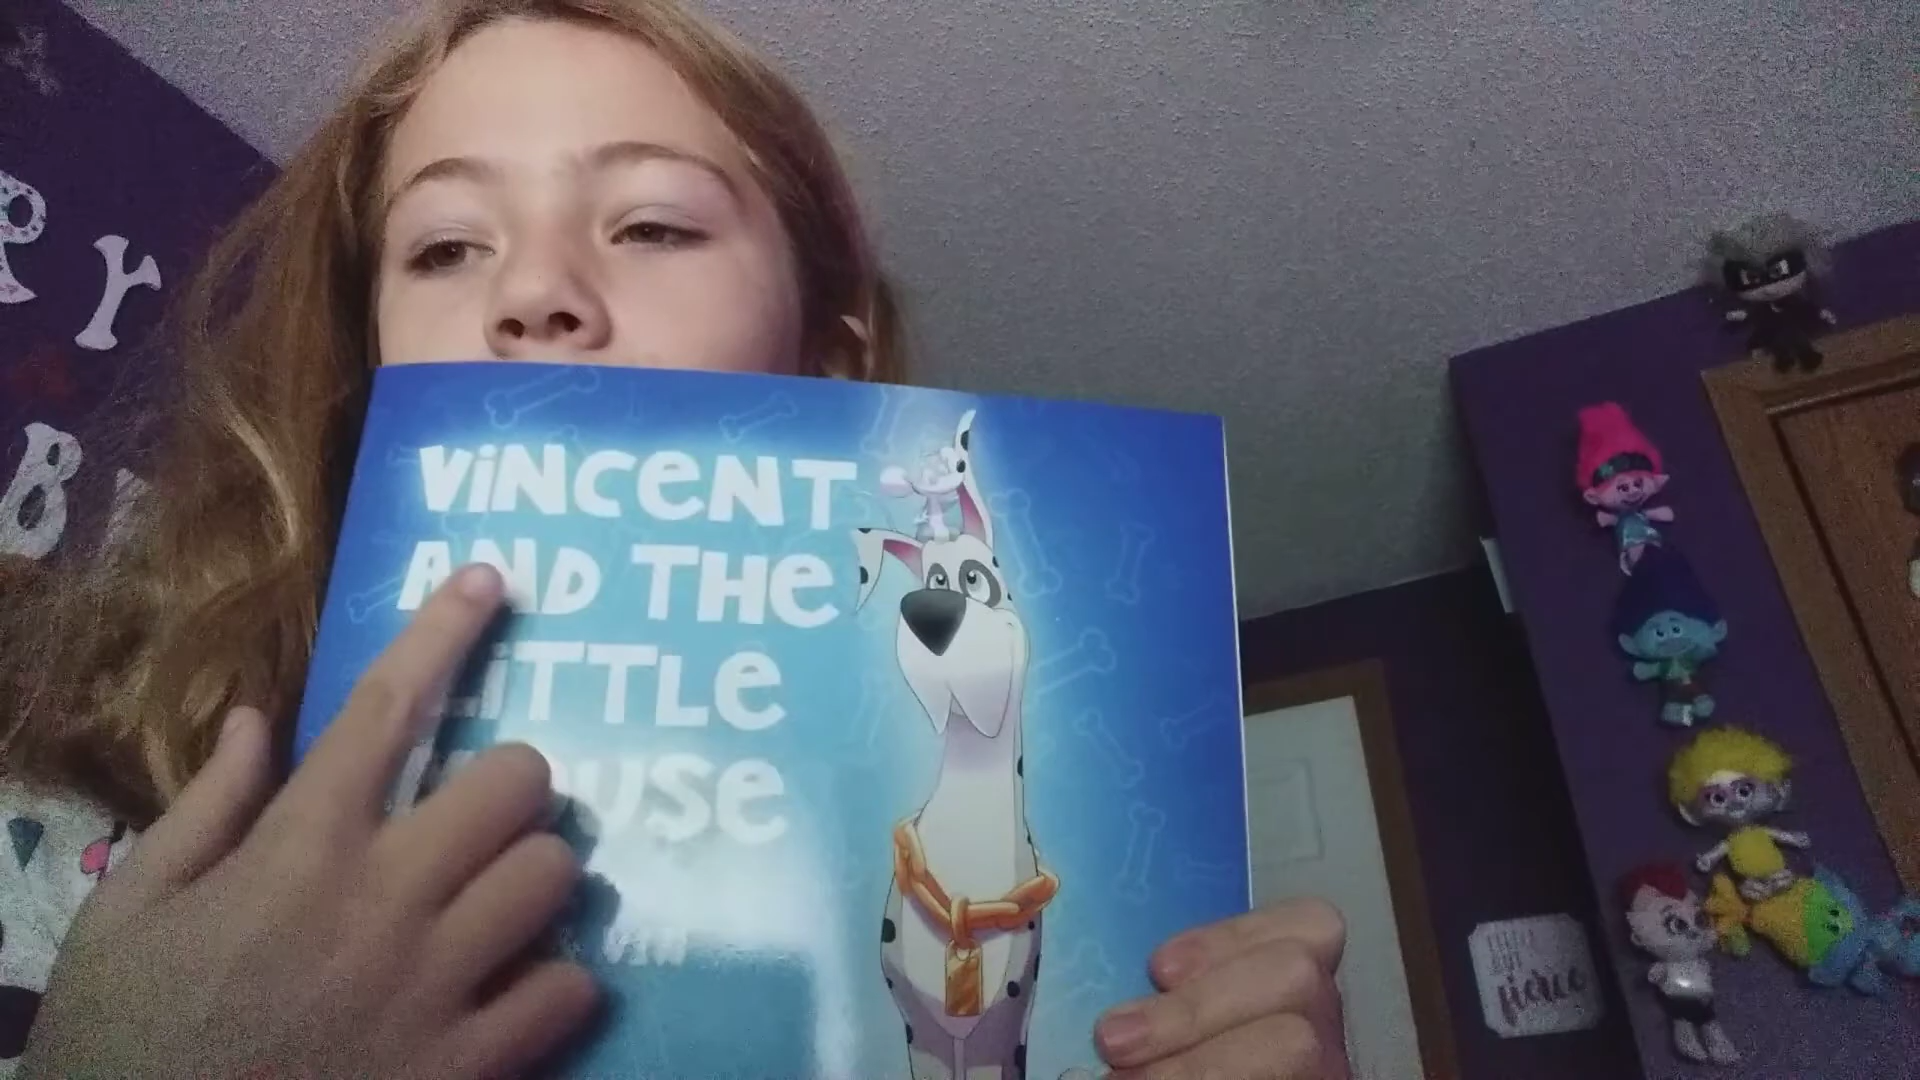 ViNCeNT
AND THe
LiTTLe
MOUSe
R
Y
B